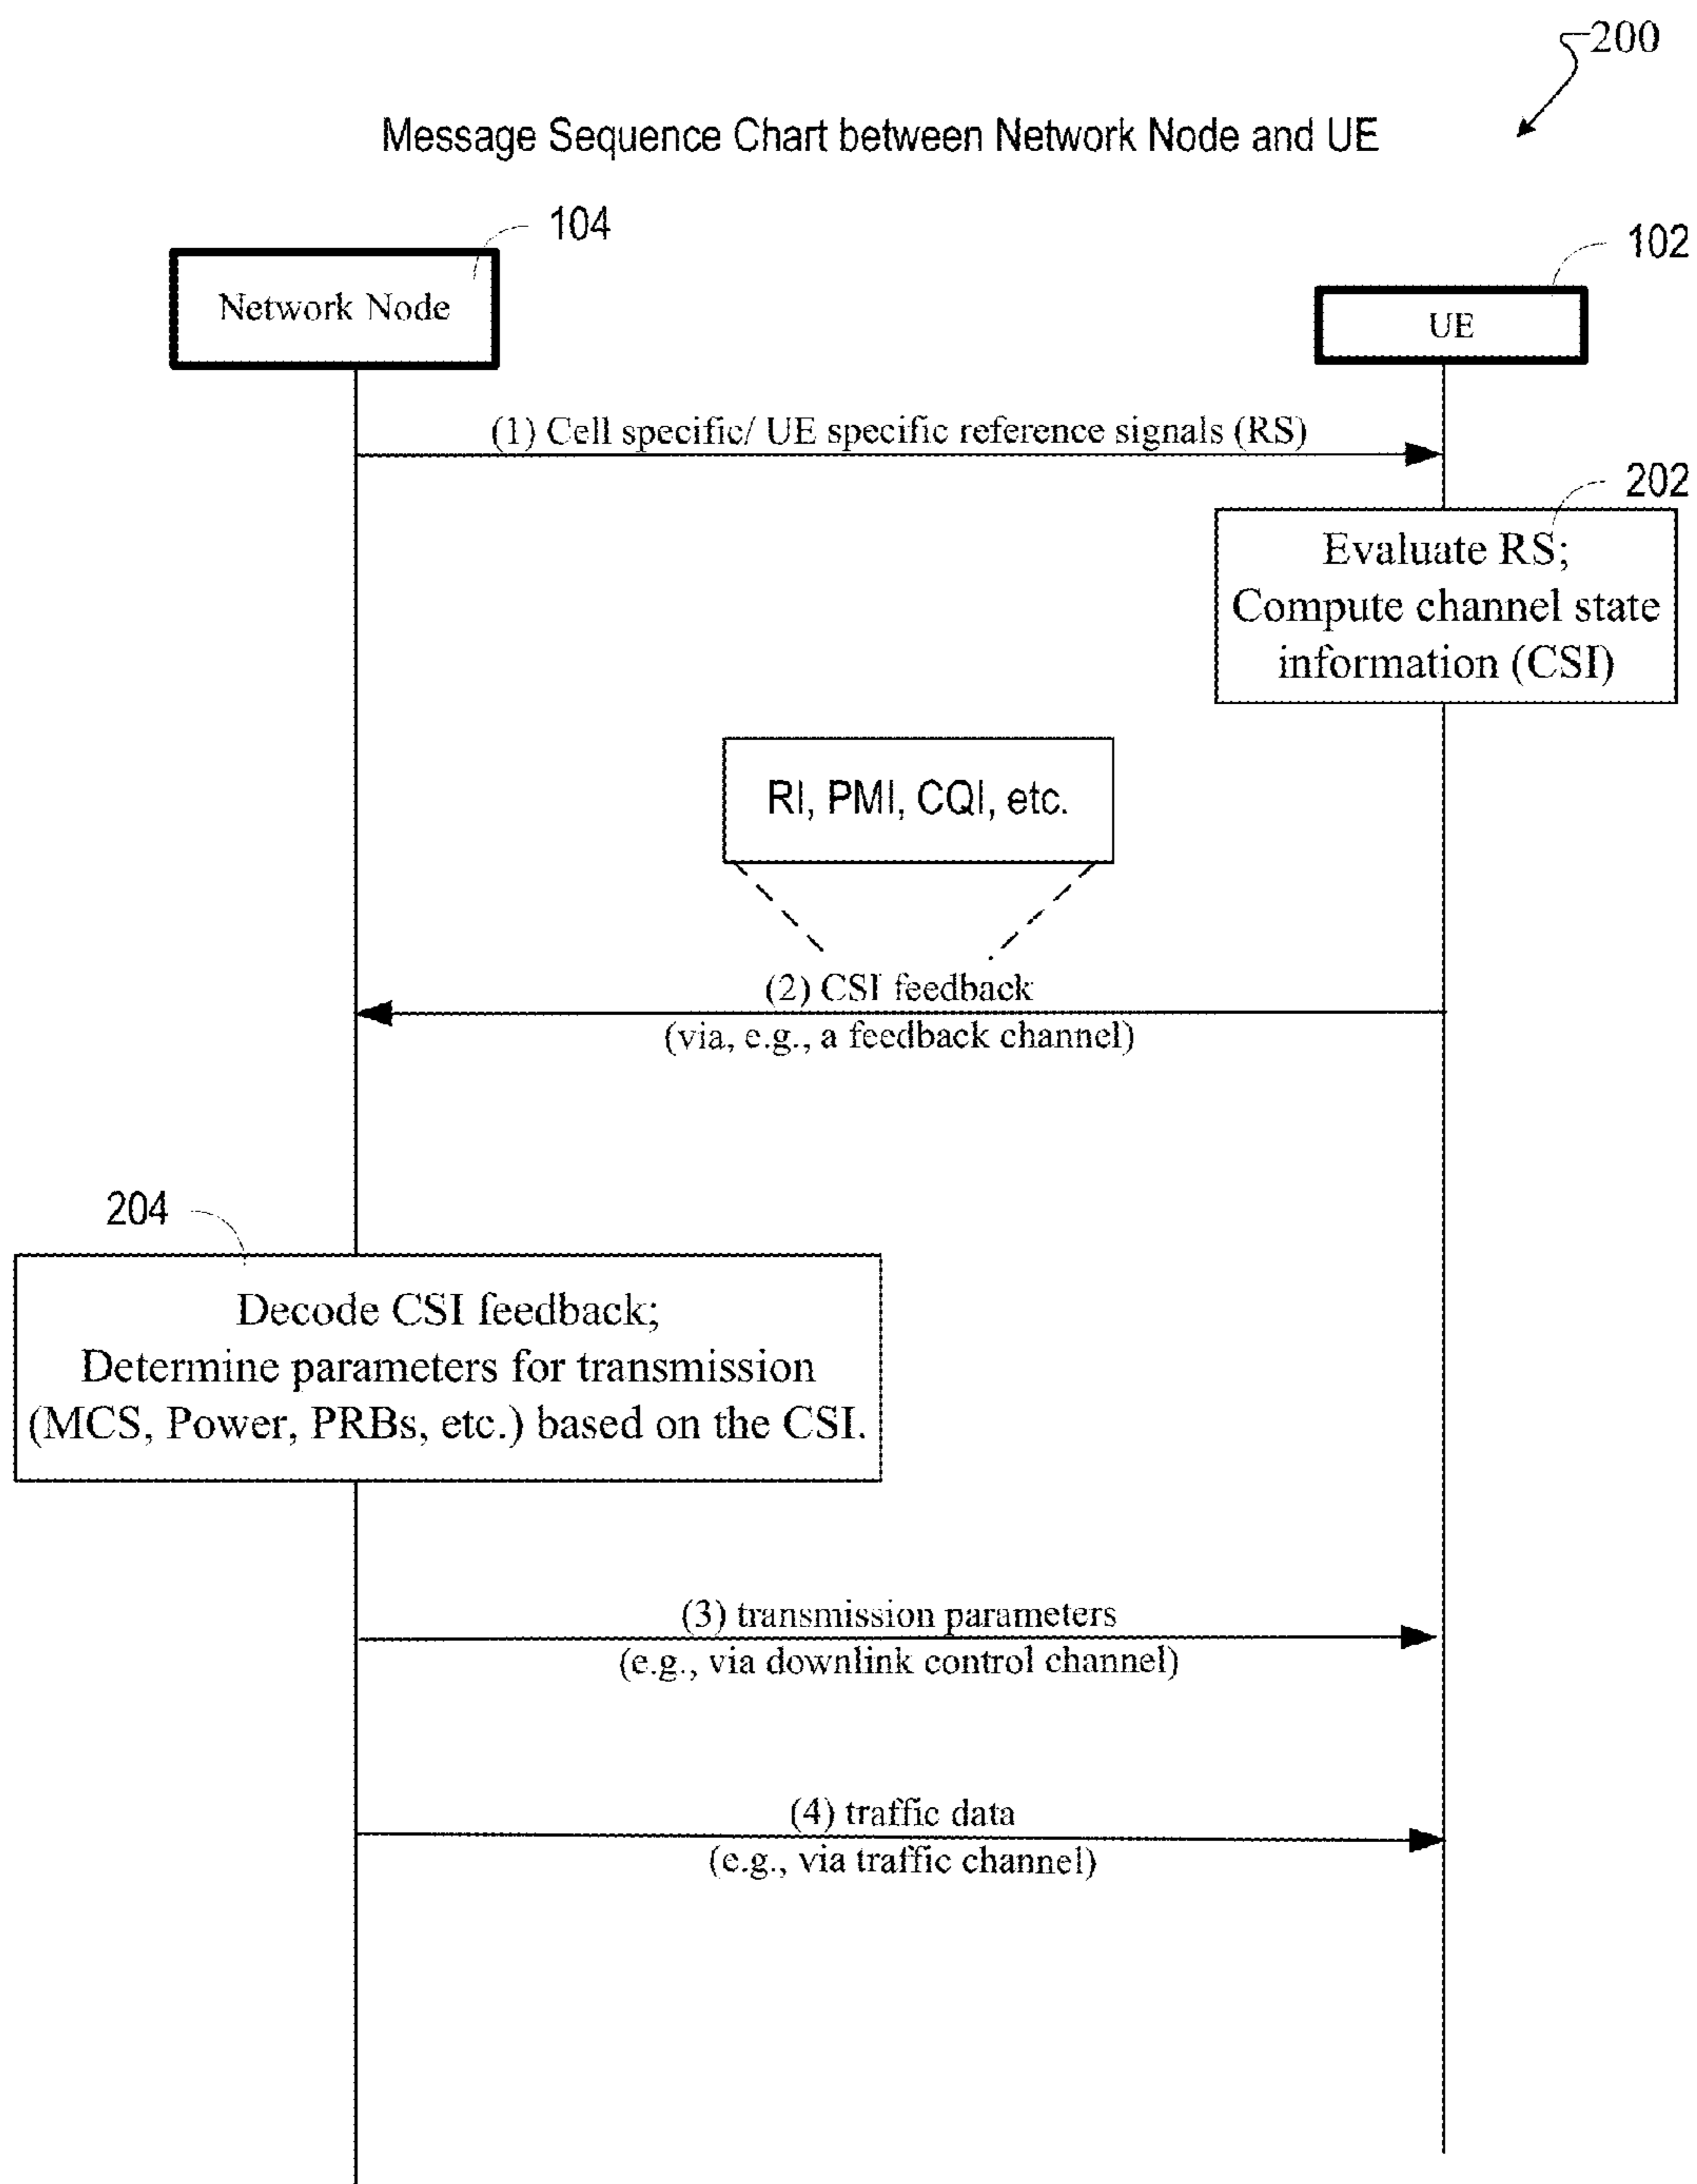 200
Message Sequence Chart between Network Node and UE
104
102
Network Node
UE
(1) Cell specific/ UE specific reference signals (RS)
202
Evaluate RS;
Compute channel state
information (CSI)
RI, PMI, CQI, etc.
(2) CSI feedback
(via, e.g., a feedback channel)
204
Decode CSI feedback;
Determine parameters for transmission
(MCS, Power, PRBs, etc.) based on the CSI.
(3) transmission parameters
(e.g., via downlink control channel)
(4) traffic data
(e.g., via traffic channel)